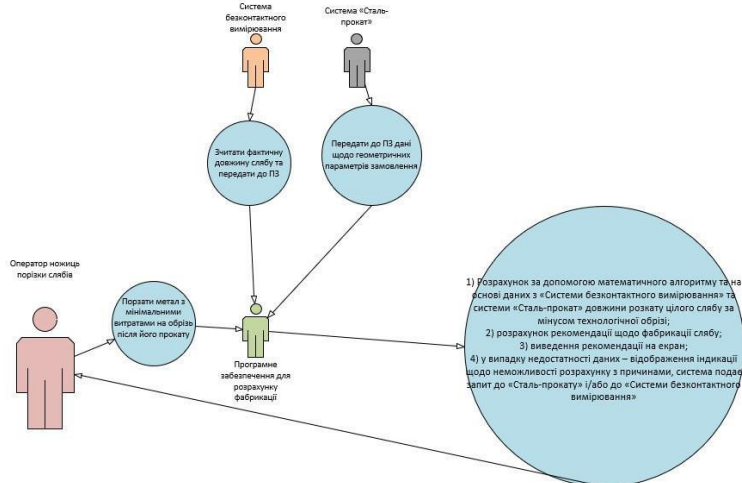 Система
безконтактного
вимірювання
Система «Сталь-
прокат»
Зчитати фактичну
довжину слябу та
передати до ПЗ
Передати до ПЗ дані
щодо геометричних
параметрів замовлення
Оператор ножиць
порізки слябів
Порзати метал з
мінімальними
витратами на обрізь
після його прокату
Програмне
забезпечення для
розрахунку
фабрикації
1) Розрахунок за допомогою математичного алгоритму та на
основі даних з «Системи безконтактного вимірювання» та
системи «Сталь-прокат» довжини розкату цілого слябу за
мінусом технологічної обрізі;
2) розрахунок рекомендації щодо фабрикації слябу;
3) виведення рекомендації на екран;
4) у випадку недостатності даних – відображення індикації
щодо неможливості розрахунку з причинами, система подає
запит до «Сталь-прокату» і/або до «Системи безконтактного
вимірювання»